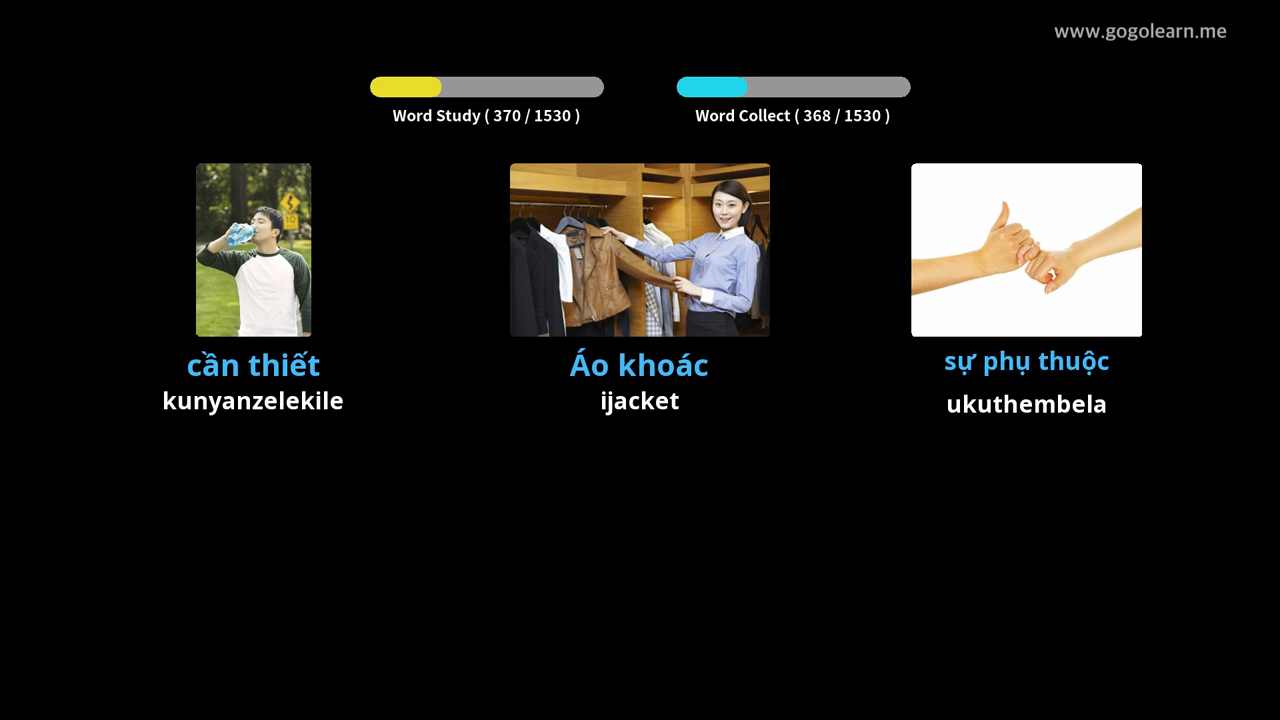 www.gogolearn.me
Word Study ( 370 / 1530 )
Word Collect ( 368 / 1530 )
10
cần thiết
kunyanzelekile
Áo khoác
ijacket
sự phụ thuộc
ukuthembela